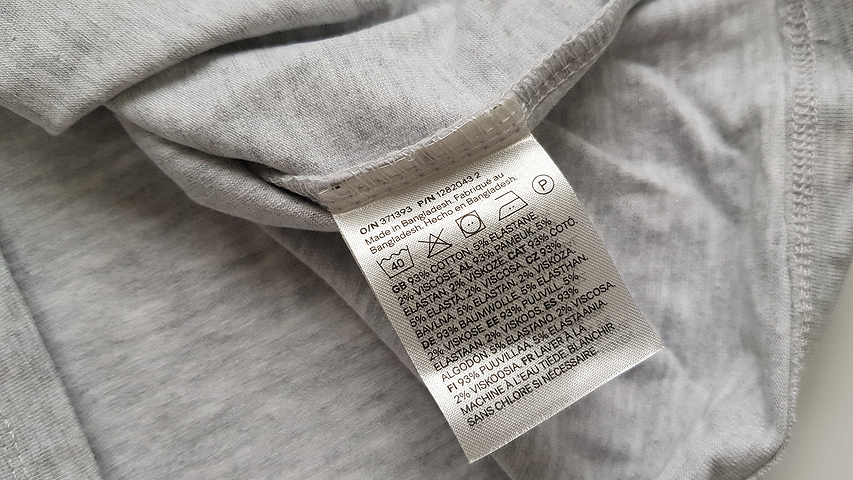 O/N 371393 P/N 1282043 2
Made in Bangladesh. Fabriqué au
Bangladesh. Hecho en Bangladesh.
40 P
GB 93% COTTON, 5% ELASTANE
2% VISCOSE AL 93% PAMBUK, 5%
ELASTAN, 2% VISKOZE CAT 93% COTÓ.
5% ELASTÀ, 2% VISCOSA, CZ 93%
BAVLNA, 5% ELASTAN, 2% VISKÓZA
DE 93% BAUMWOLLE, 5% ELASTHAN.
2% VISKOSE EE 93% PUUVILL, 5%
ELASTAAN. 2% VISKOOS, ES 93%
ALGODÓN, 5% ELASTANO, 2% VISCOSA
FI 93% PUUVILLAA, 5% ELASTAANIA.
2% VISKOOSIA, FR LAVER À LA
MACHINE À L'EAU TIÈDE, BLANCHIR
SANS CHLORE SI NÉCESSAIRE.